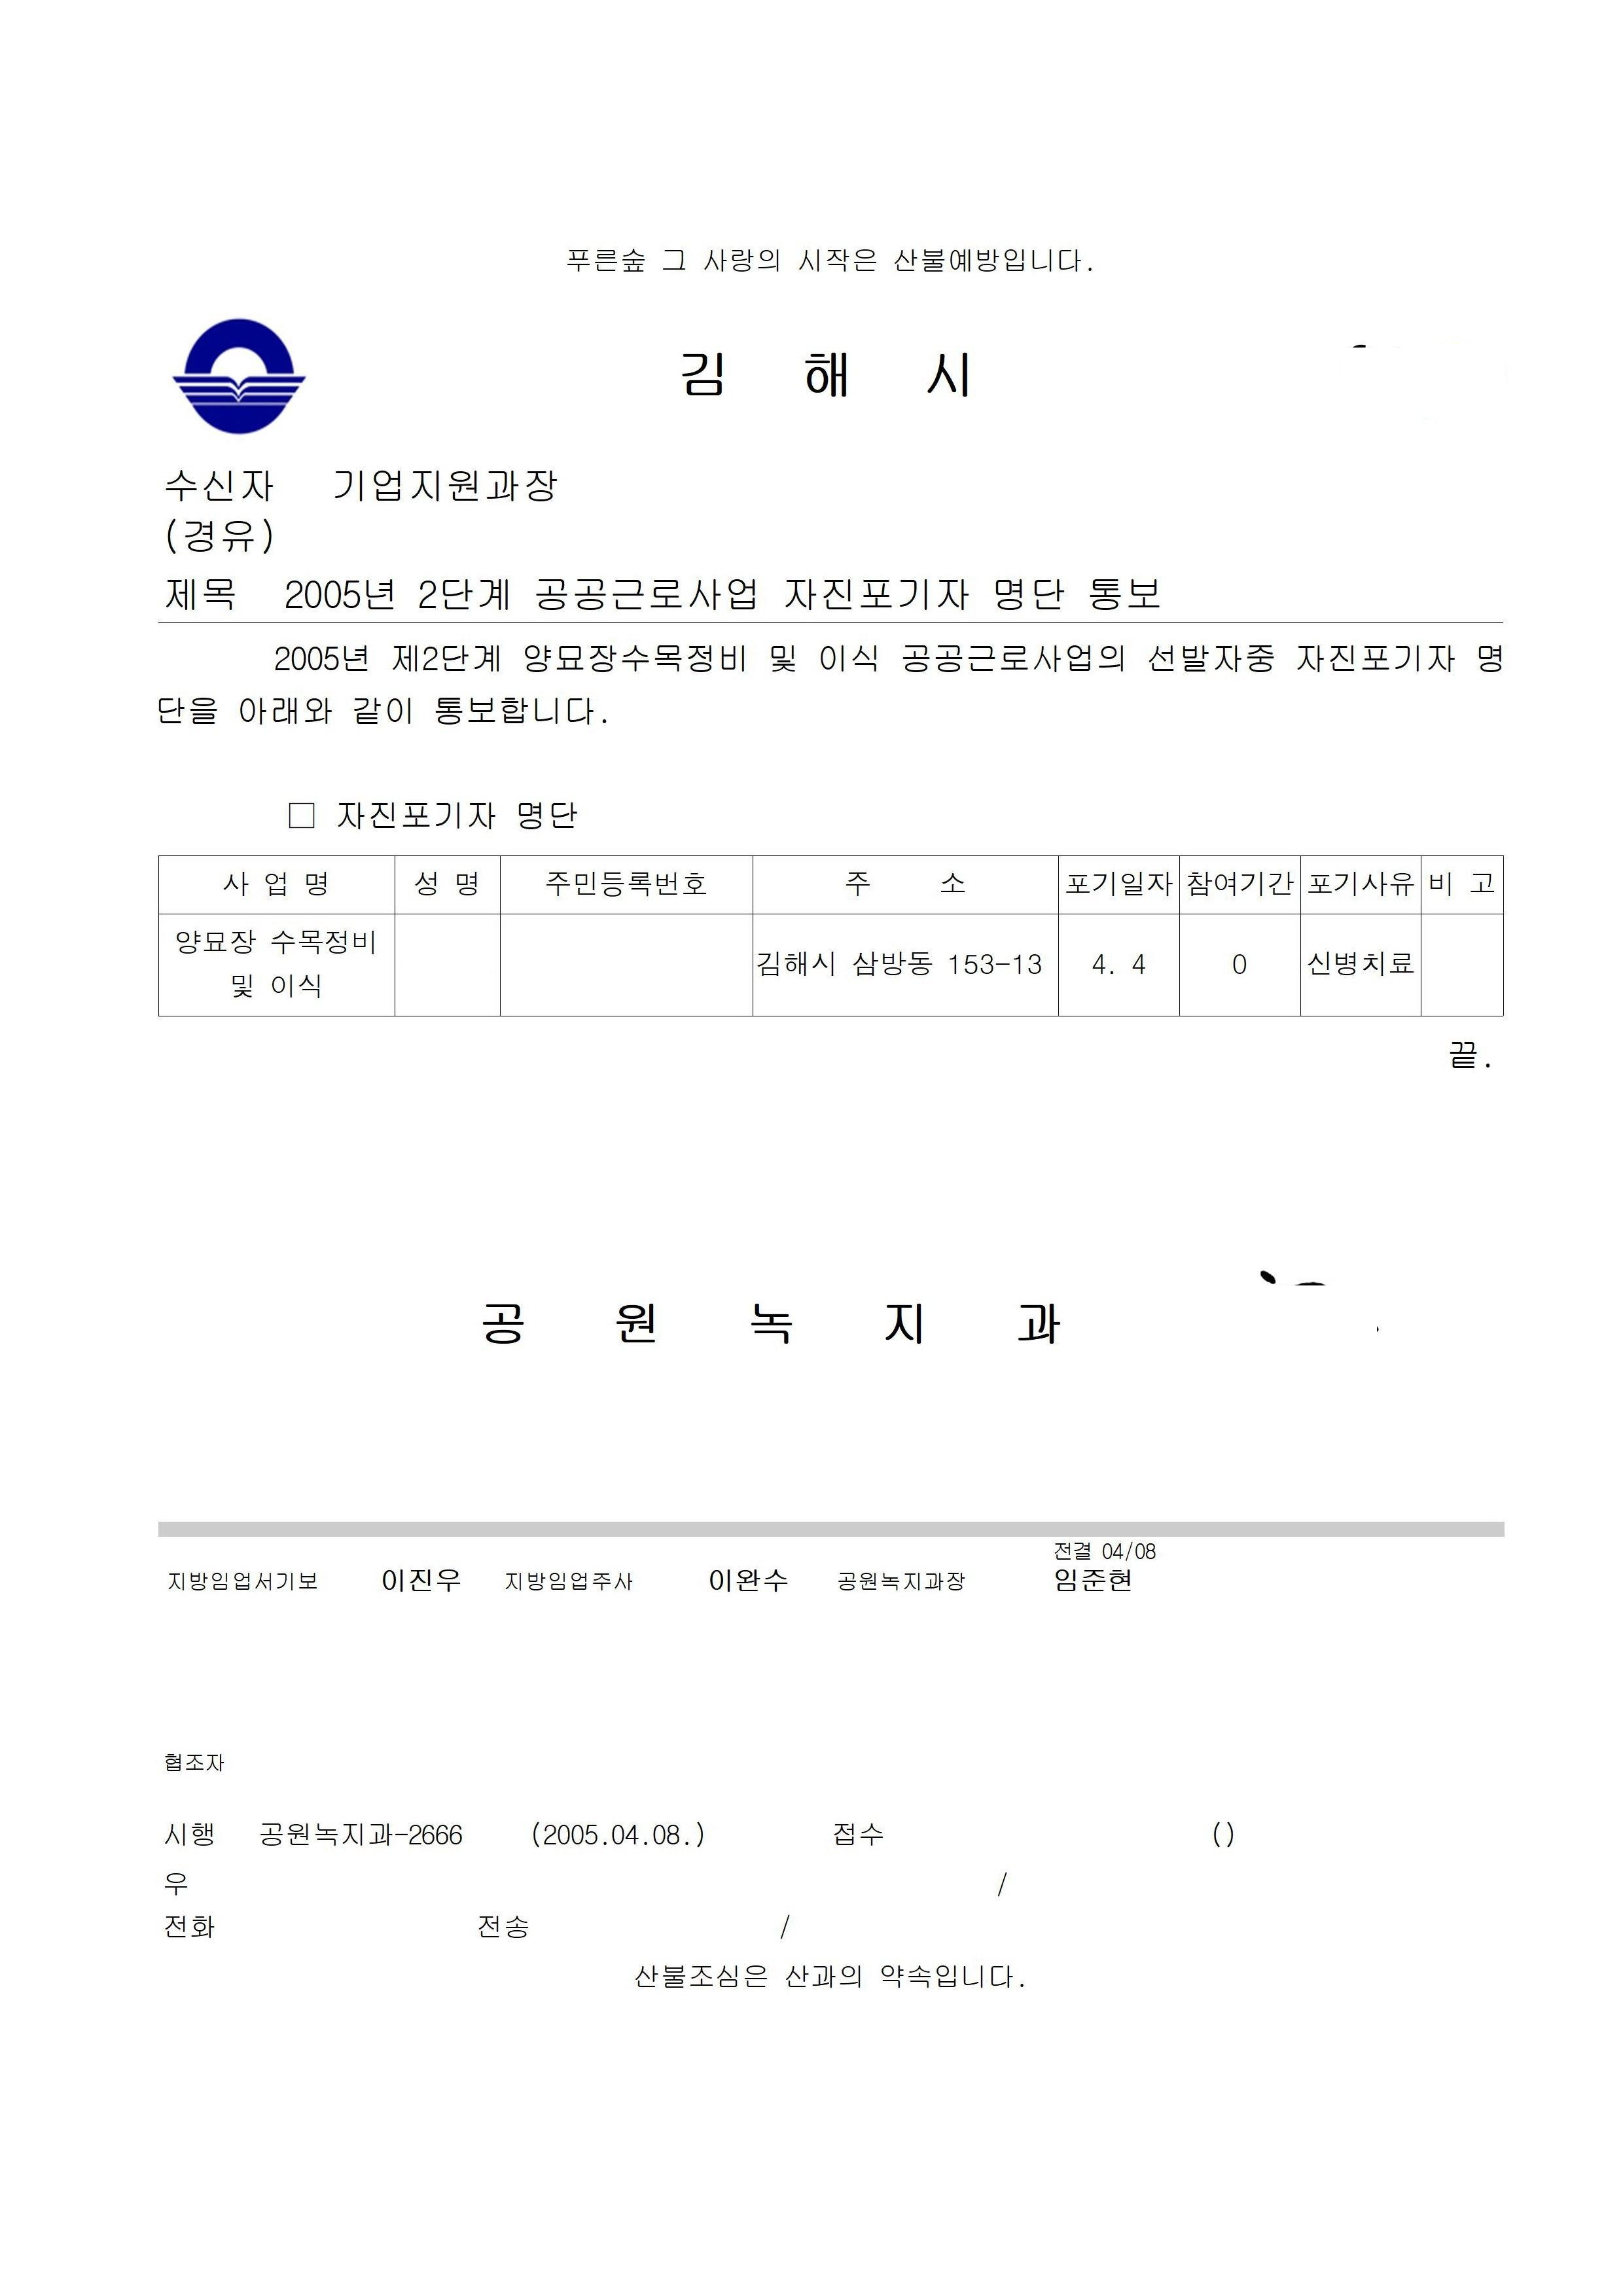 푸른숲 그 사랑의 시작은 산불예방입니다.
김 해 시
수신자 기업지원과장
(경유)
제목 2005년 2단계 공공근로사업 자진포기자 명단 통보
2005년 제2단계 양묘장수목정비 및 이식 공공근로사업의 선발자중 자진포기자 명
단을 아래와 같이 통보합니다.
□ 자진포기자 명단
사 업 명 성 명 주민등록번호 주 소 포기일자 참여기간 포기사유 비 고
양묘장 수목정비
및 이식 김해시 삼방동 153-13 4. 4 0 신병치료
끝.
공 원 녹 지 과
전결 04/08
지방임업서기보 이진우 지방임업주사 이완수 공원녹지과장 임준현
협조자
시행 공원녹지과-2666 (2005.04.08.) 접수 ()
우 /
전화 전송 /
산불조심은 산과의 약속입니다.